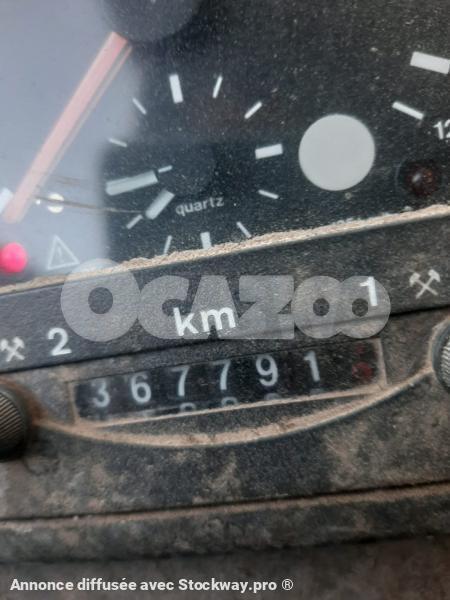 12
quartz
OCAZOO
2 km 1
367791
Annonce diffusée avec Stockway.pro ®